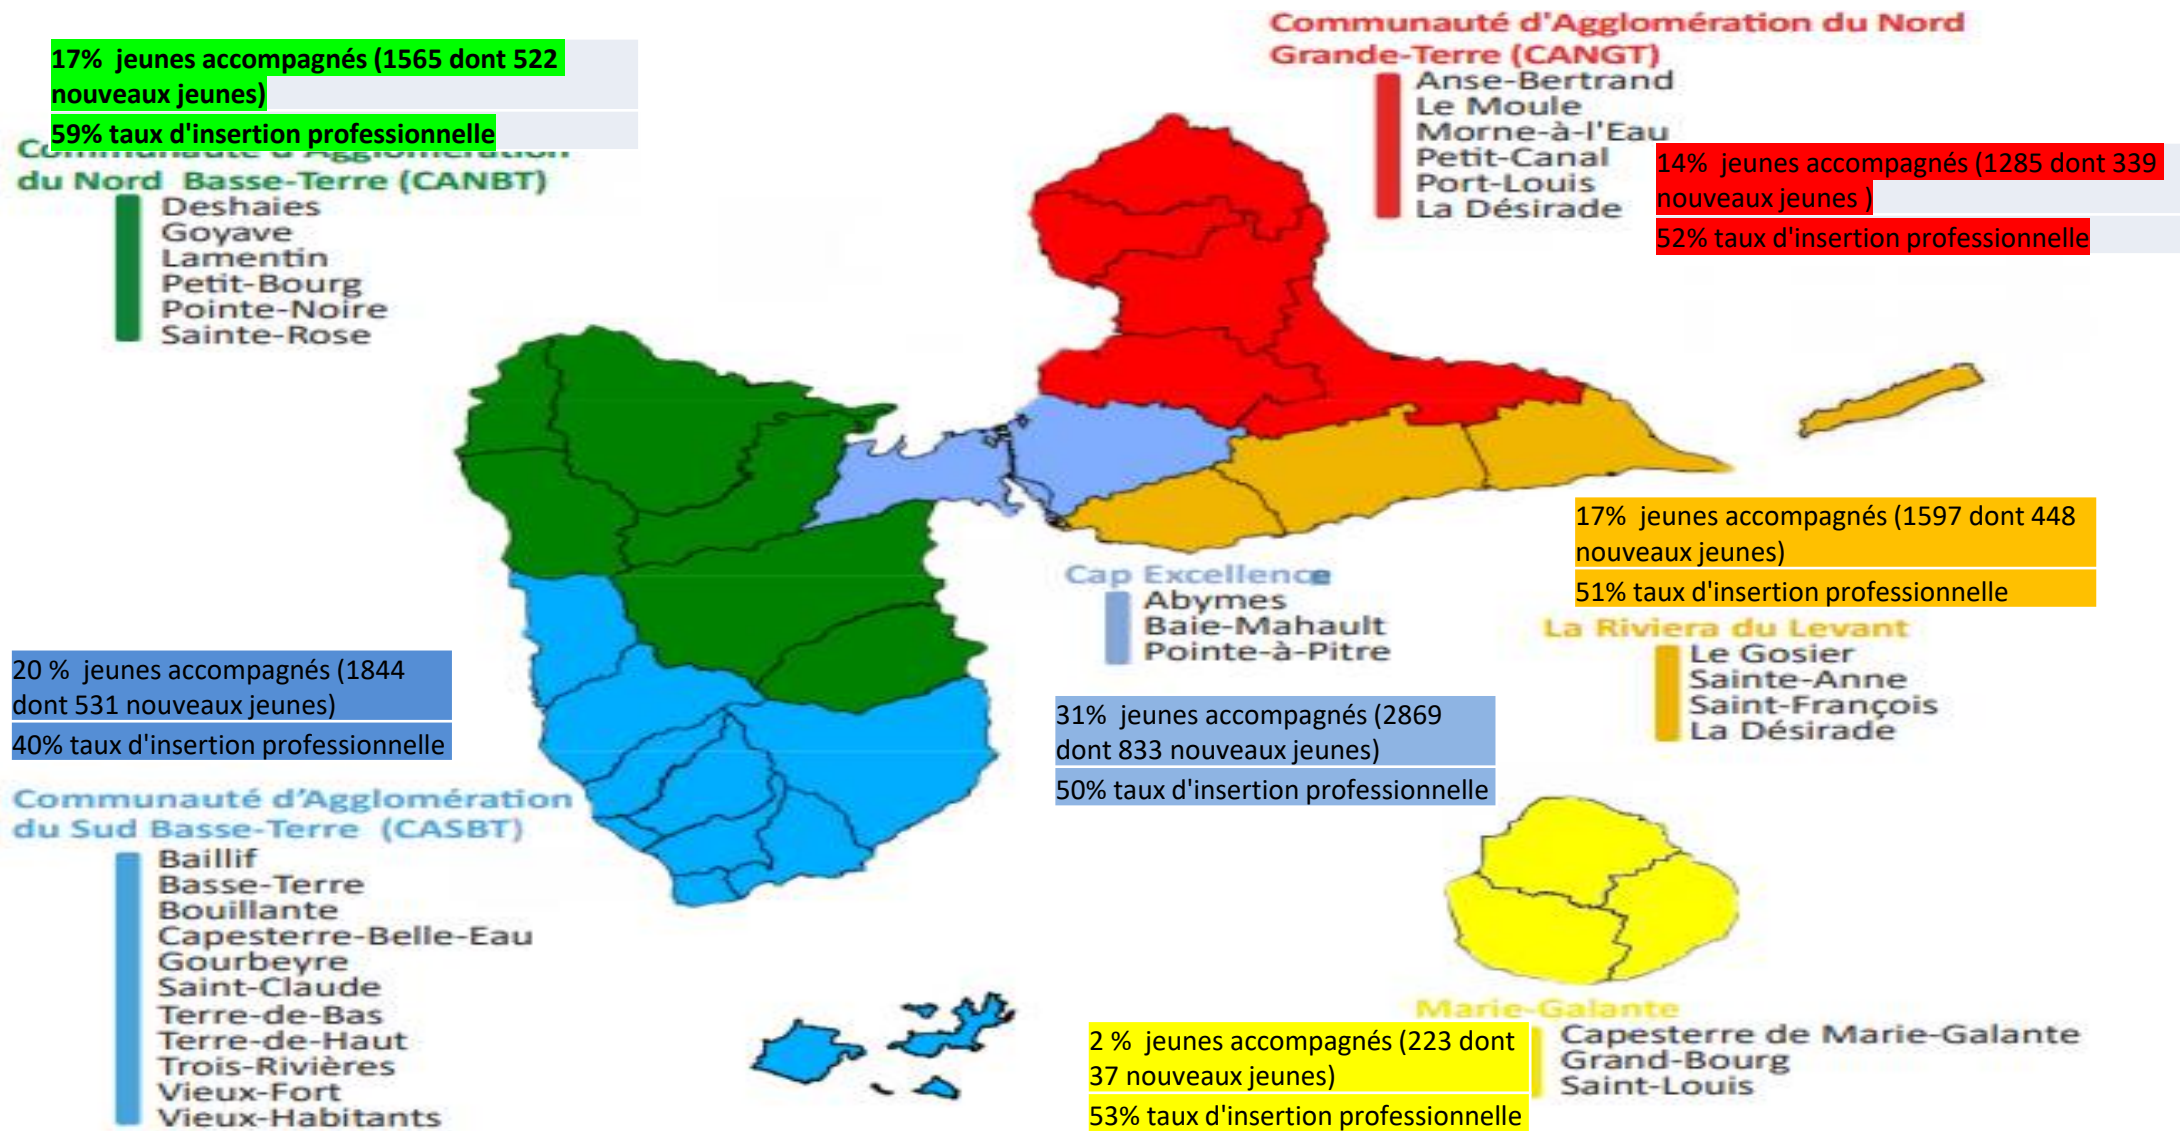 17% jeunes accompagnés (1565 dont 522
nouveaux jeunes)
59% taux d'insertion professionnelle
Communauté d'Agglomération
du Nord Basse-Terre (CANBT)
Deshaies
Goyave
Lamentin
Petit-Bourg
Pointe-Noire
Sainte-Rose
Communauté d'Agglomération du Nord
Grande-Terre (CANGT)
Anse-Bertrand
Le Moule
Morne-à-l'Eau
Petit-Canal
Port-Louis
La Désirade
14% jeunes accompagnés (1285 dont 339
nouveaux jeunes )
52% taux d'insertion professionnelle
17% jeunes accompagnés (1597 dont 448
nouveaux jeunes)
51% taux d'insertion professionnelle
La Riviera du Levant
Le Gosier
Sainte-Anne
Saint-François
La Désirade
Cap Excellence
Abymes
Baie-Mahault
Pointe-à-Pitre
31% jeunes accompagnés (2869
dont 833 nouveaux jeunes)
50% taux d'insertion professionnelle
20 % jeunes accompagnés (1844
dont 531 nouveaux jeunes)
40% taux d'insertion professionnelle
Communauté d’Agglomération
du Sud Basse-Terre (CASBT)
Baillif
Basse-Terre
Bouillante
Capesterre-Belle-Eau
Gourbeyre
Saint-Claude
Terre-de-Bas
Terre-de-Haut
Trois-Rivières
Vieux-Fort
Vieux-Habitants
Marie-Galante
Capesterre de Marie-Galante
Grand-Bourg
Saint-Louis
2 % jeunes accompagnés (223 dont
37 nouveaux jeunes)
53% taux d'insertion professionnelle